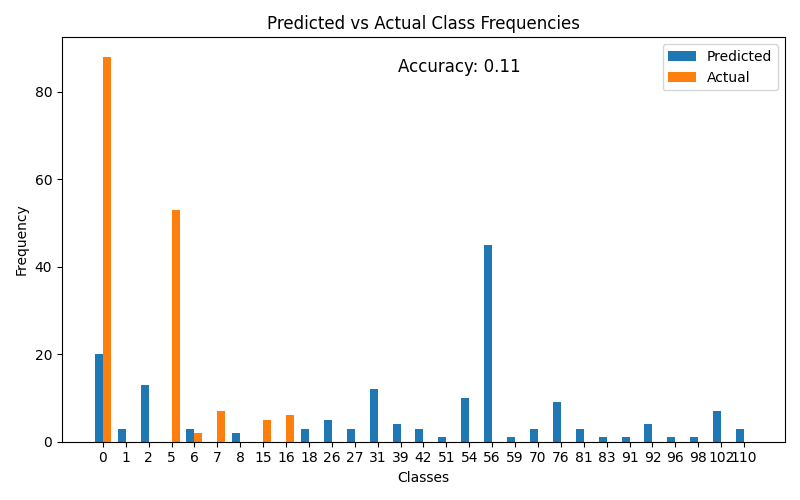 Predicted vs Actual Class Frequencies
Accuracy: 0.11
Predicted
Actual
Frequency
80
60
40
20
0
0 1 2 5 6 7 8 15 16 18 26 27 31 39 42 51 54 56 59 70 76 81 83 91 92 96 98 102 110
Classes